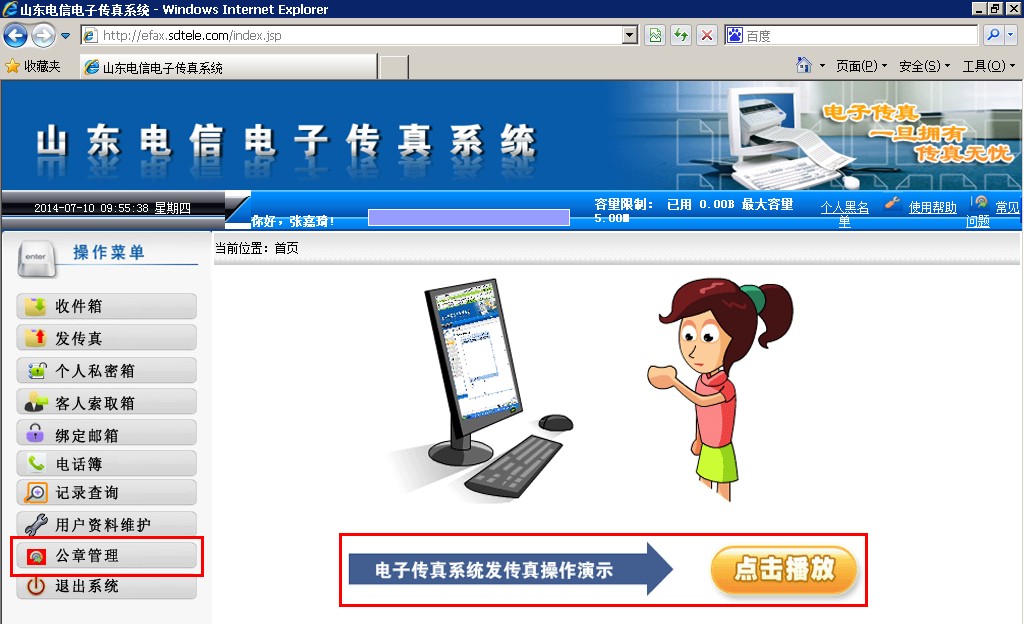 山东电信电子传真系统 - Windows Internet Explorer
http://efax.sdtele.com/index.jsp
百度
收藏夹
山东电信电子传真系统
页面(P)
安全(S)
工具(O)
山东电信电子传真系统
电子传真
一旦拥有
传真无忧
2014-07-10 09:55:38 星期四
你好，张嘉琦！
容量限制： 已用 0.00B 最大容量
5.00M
个人黑名
单
使用帮助
常见
问题
enter
操作菜单
当前位置：首页
收件箱
发传真
个人私密箱
客人索取箱
绑定邮箱
电话簿
记录查询
用户资料维护
公章管理
退出系统
电子传真系统发传真操作演示
点击播放